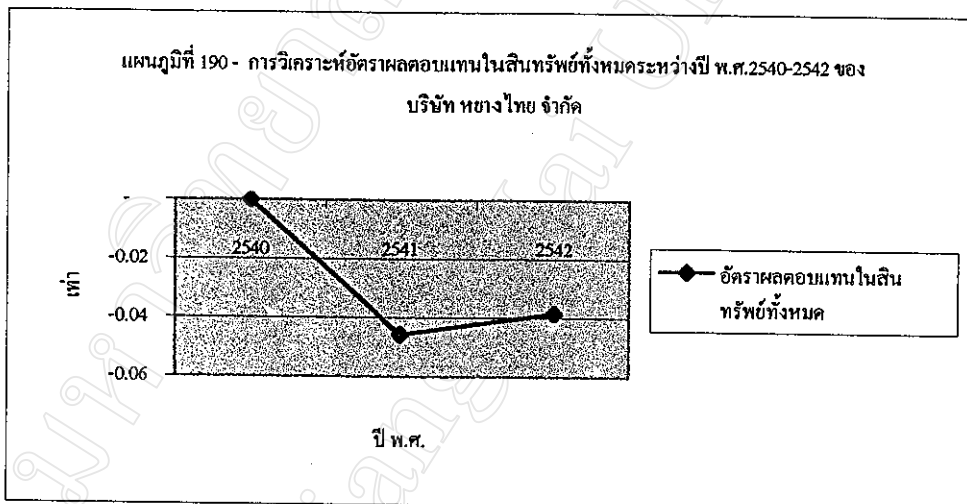 แผนภูมิที่ 190 - การวิเคราะห์อัตราผลตอบแทนในสินทรัพย์ทั้งหมดระหว่างปี พ.ศ.2540-2542 ของ
บริษัท หยางไทย จำกัด
-
2540 2541 2542
-0.02
-0.04
-0.06
เท่า
ปี พ.ศ.
อัตราผลตอบแทนในสิน
ทรัพย์ทั้งหมด